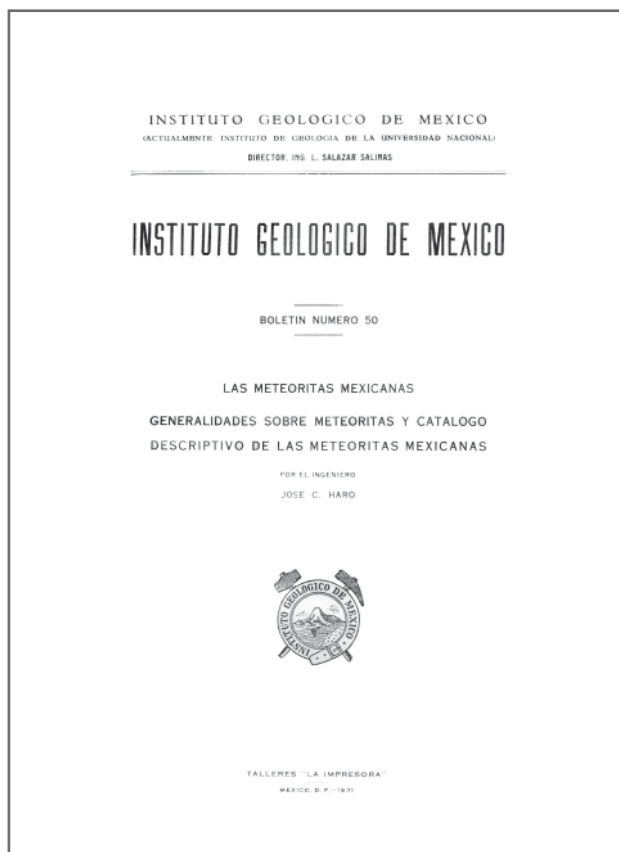 INSTITUTO GEOLOGICO DE MEXICO
(ACTUALMENTE INSTITUTO DE GEOLOGIA DE LA UNIVERSIDAD NACIONAL)
DIRECTOR, ING. L. SALAZAR SALINAS
INSTITUTO GEOLOGICO DE MEXICO
BOLETIN NUMERO 50
LAS METEORITAS MEXICANAS
GENERALIDADES SOBRE METEORITAS Y CATALOGO
DESCRIPTIVO DE LAS METEORITAS MEXICANAS
POR EL INGENIERO
JOSE C. HARO
INSTITUTO GEOLOGICO DE MEXICO
TALLERES "LA IMPRESORA"
MEXICO, D. F.—1931